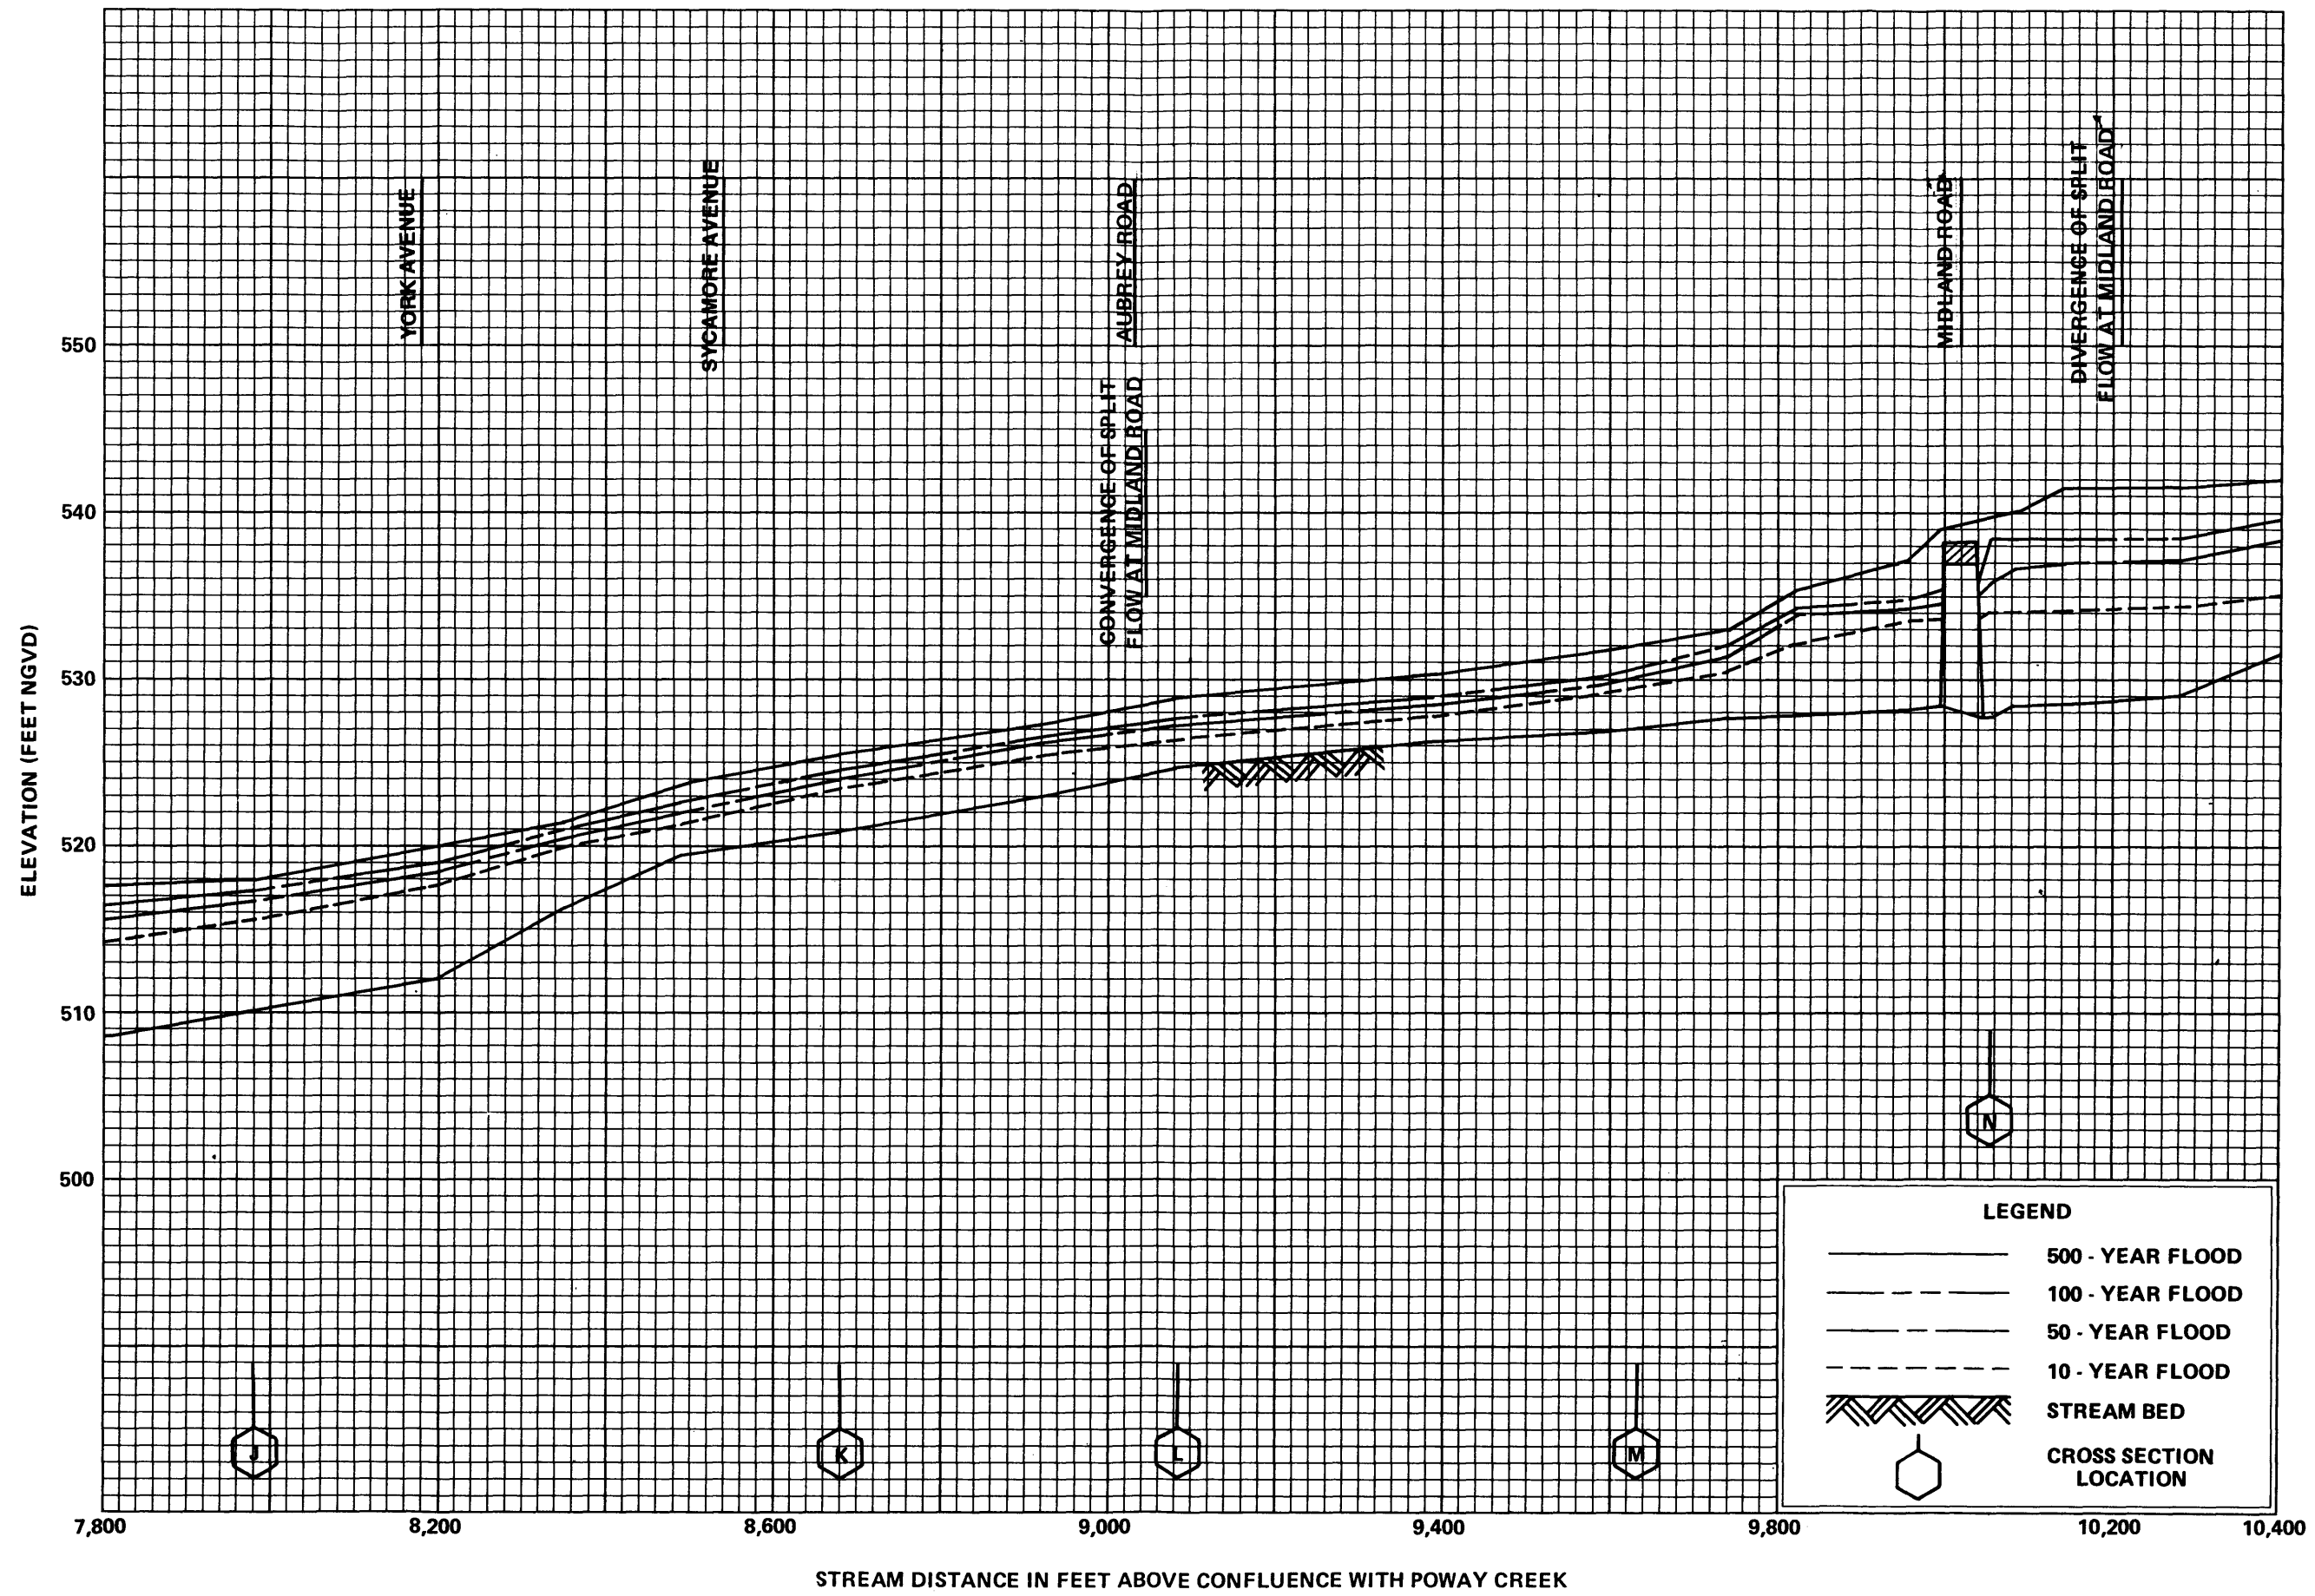 YORK AVENUE
SYCAMORE AVENUE
AUBREY ROAD
MIDLAND ROAD
DIVERGENCE OF SPLIT
FLOW AT MIDLAND ROAD
CONVERGENCE OF SPLIT
FLOW AT MIDLAND ROAD
ELEVATION (FEET NGVD)
550
540
530
520
510
500
N
J
K
L
M
LEGEND
500 - YEAR FLOOD
100 - YEAR FLOOD
50 - YEAR FLOOD
10 - YEAR FLOOD
STREAM BED
CROSS SECTION
LOCATION
7,800
8,200
8,600
9,000
9,400
9,800
10,200
10,400
STREAM DISTANCE IN FEET ABOVE CONFLUENCE WITH POWAY CREEK